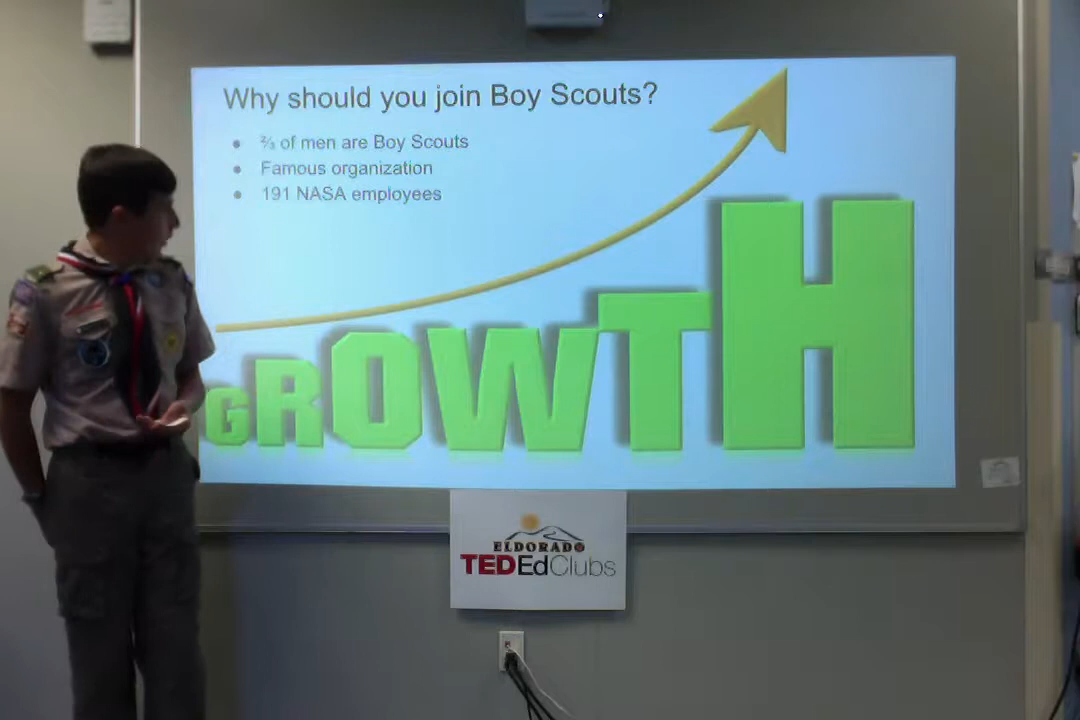 Why should you join Boy Scouts?
• ⅔ of men are Boy Scouts
• Famous organization
• 191 NASA employees
GROWTH
ELDORADO
TEDEdClubs